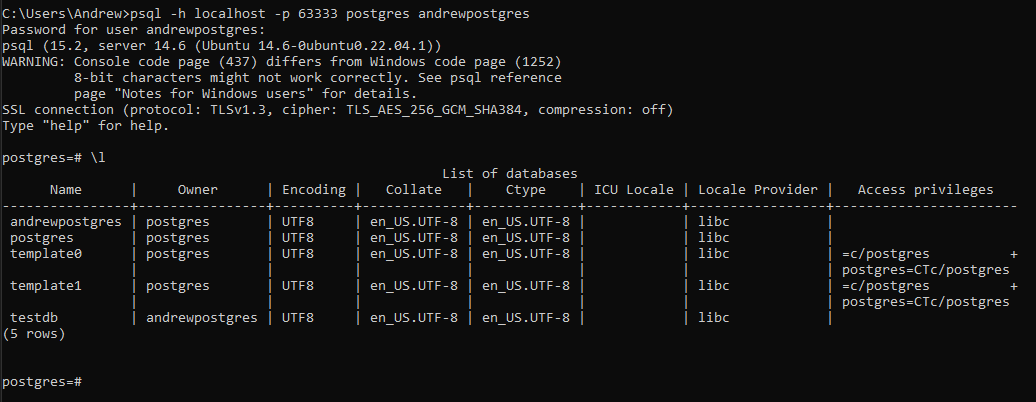 C:\Users\Andrew>psql -h localhost -p 63333 postgres andrewpostgres
Password for user andrewpostgres:
psql (15.2, server 14.6 (Ubuntu 14.6-0ubuntu0.22.04.1))
WARNING: Console code page (437) differs from Windows code page (1252)
         8-bit characters might not work correctly. See psql reference
         page "Notes for Windows users" for details.
SSL connection (protocol: TLSv1.3, cipher: TLS_AES_256_GCM_SHA384, compression: off)
Type "help" for help.

postgres=# \l
                                                       List of databases
      Name      |     Owner      | Encoding |   Collate   |    Ctype    | ICU Locale | Locale Provider |   Access privileges
----------------+----------------+----------+-------------+-------------+------------+-----------------+-----------------------
 andrewpostgres | postgres       | UTF8     | en_US.UTF-8 | en_US.UTF-8 |            | libc            |
 postgres       | postgres       | UTF8     | en_US.UTF-8 | en_US.UTF-8 |            | libc            |
 template0      | postgres       | UTF8     | en_US.UTF-8 | en_US.UTF-8 |            | libc            | =c/postgres          +
                |                |          |             |             |            |                 | postgres=CTc/postgres
 template1      | postgres       | UTF8     | en_US.UTF-8 | en_US.UTF-8 |            | libc            | =c/postgres          +
                |                |          |             |             |            |                 | postgres=CTc/postgres
 testdb         | andrewpostgres | UTF8     | en_US.UTF-8 | en_US.UTF-8 |            | libc            |
(5 rows)


postgres=#